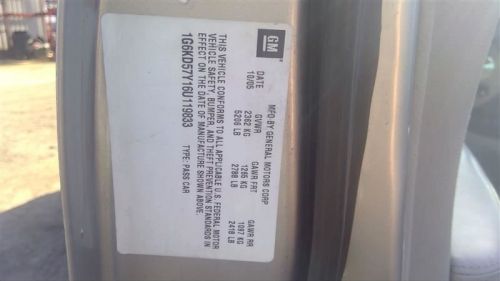 GM
MFD BY GENERAL MOTORS CORP
DATE GVWR GAWR FRT GAWR RR
10/05 2362 KG 1265 KG 1097 KG
5206 LB 2788 LB 2418 LB
THIS VEHICLE CONFORMS TO ALL APPLICABLE U.S. FEDERAL MOTOR
VEHICLE SAFETY, BUMPER, AND THEFT PREVENTION STANDARDS IN
EFFECT ON THE DATE OF MANUFACTURE SHOWN ABOVE.
1G6KD57Y16U119833 TYPE: PASS CAR